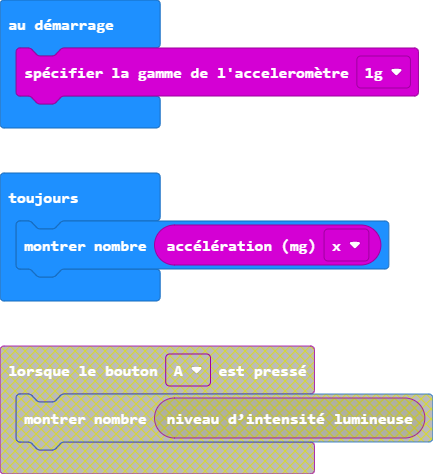 au démarrage
spécifier la gamme de l'acceleromètre 1g
toujours
montrer nombre accélération (mg) x
lorsque le bouton A est pressé
montrer nombre niveau d’intensité lumineuse